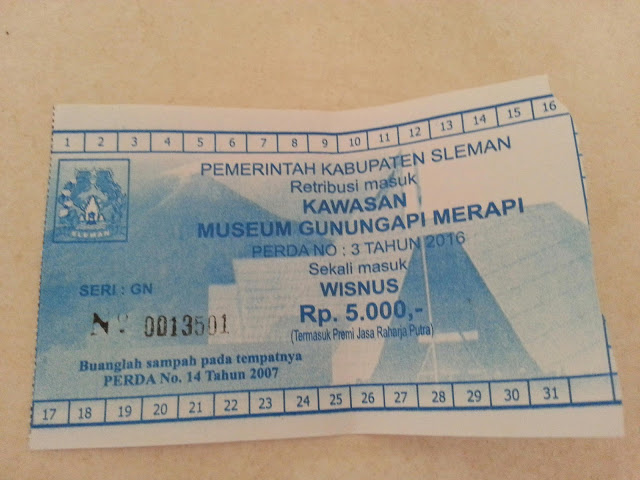 1 2 3 4 5 6 7 8 9 10 11 12 13 14 15 16
PEMERINTAH KABUPATEN SLEMAN
Retribusi masuk
KAWASAN
MUSEUM GUNUNGAPI MERAPI
PERDA NO : 3 TAHUN 2016
Sekali masuk
WISNUS
Rp. 5.000,-
(Termasuk Premi Jasa Raharja Putra)
SLEMAN
SERI : GN
Nº 0013501
Buanglah sampah pada tempatnya
PERDA No. 14 Tahun 2007
17 18 19 20 21 22 23 24 25 26 27 28 29 30 31